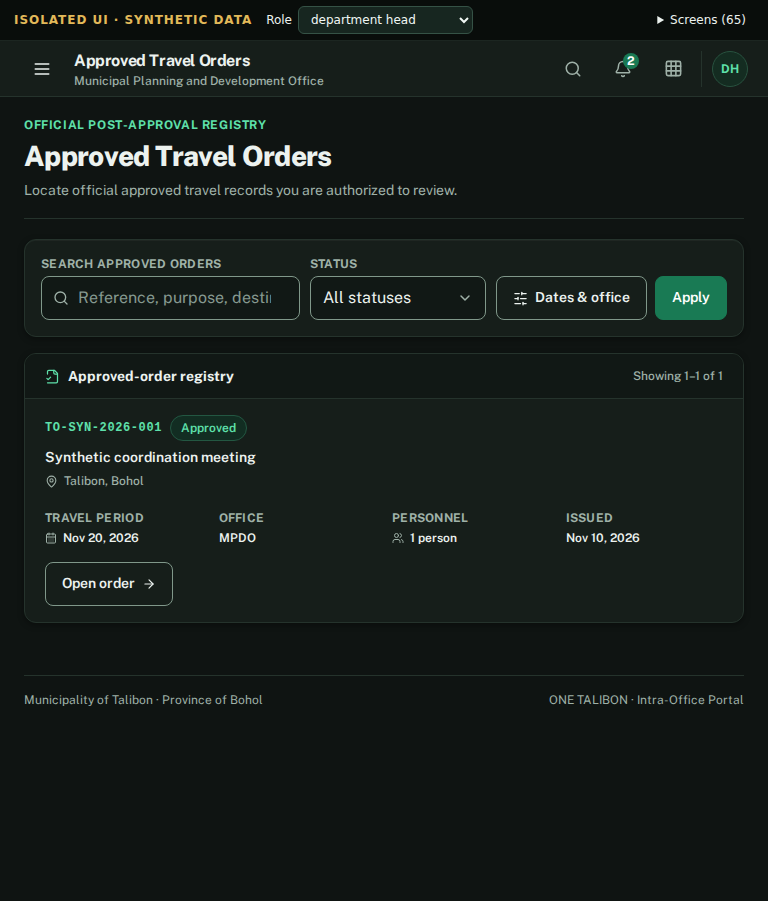 ISOLATED UI · SYNTHETIC DATA Role department head Screens (65)
Approved Travel Orders
Municipal Planning and Development Office
2
DH
OFFICIAL POST-APPROVAL REGISTRY
Approved Travel Orders
Locate official approved travel records you are authorized to review.
SEARCH APPROVED ORDERS STATUS
Reference, purpose, desti All statuses Dates & office Apply
Approved-order registry Showing 1–1 of 1
TO-SYN-2026-001 Approved
Synthetic coordination meeting
Talibon, Bohol
TRAVEL PERIOD OFFICE PERSONNEL ISSUED
Nov 20, 2026 MPDO 1 person Nov 10, 2026
Open order
Municipality of Talibon · Province of Bohol ONE TALIBON · Intra-Office Portal